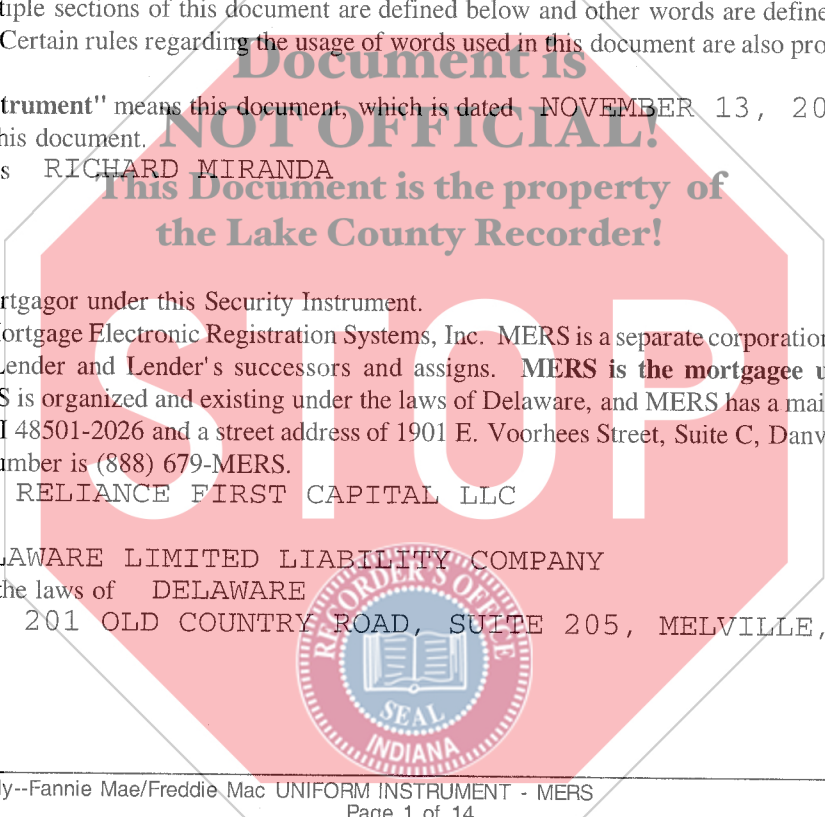 tiple sections of this document are defined below and other words are define
Certain rules regarding the usage of words used in this document are also pro
Document is
trument" means this document, which is dated NOVEMBER 13, 20
NOT OFFICIAL!
his document.
s RICHARD MIRANDA
This Document is the property of
the Lake County Recorder!
rtgagor under this Security Instrument.
ortgage Electronic Registration Systems, Inc. MERS is a separate corporation
Lender and Lender's successors and assigns. MERS is the mortgagee u
S is organized and existing under the laws of Delaware, and MERS has a mai
I 48501-2026 and a street address of 1901 E. Voorhees Street, Suite C, Danv
umber is (888) 679-MERS.
STOP
RELIANCE FIRST CAPITAL LLC
LAWARE LIMITED LIABILITY COMPANY
the laws of DELAWARE
201 OLD COUNTRY ROAD, SUITE 205, MELVILLE,
RECORDER'S OFFICE
SEAL
INDIANA
ly--Fannie Mae/Freddie Mac UNIFORM INSTRUMENT - MERS
Page 1 of 14